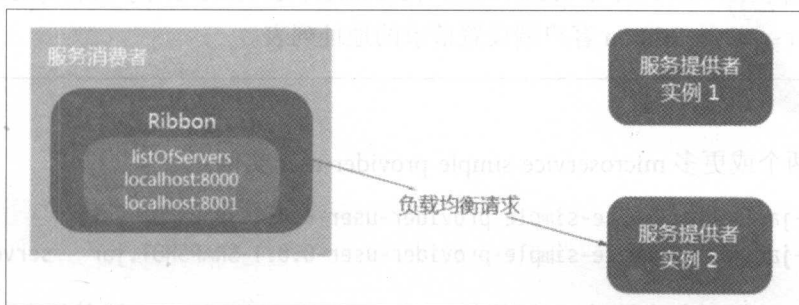 服务消费者
Ribbon
listOfServers
localhost:8000
localhost:8001
负载均衡请求
服务提供者
实例 1
服务提供者
实例 2